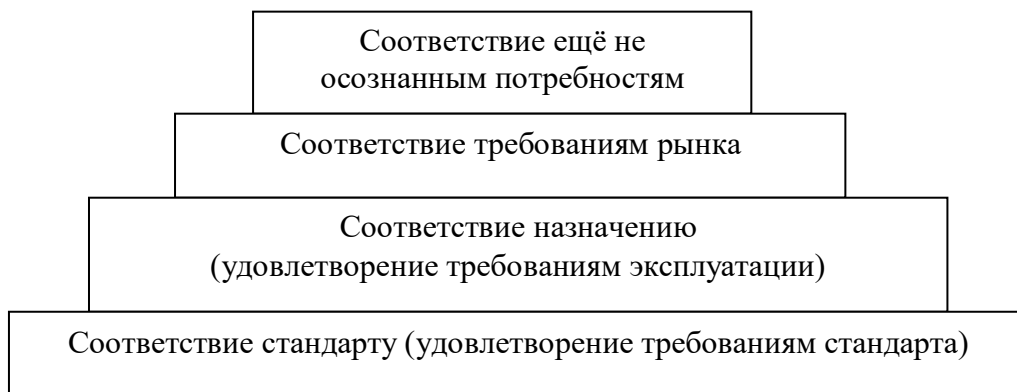 Соответствие ещё не
осознанным потребностям
Соответствие требованиям рынка
Соответствие назначению
(удовлетворение требованиям эксплуатации)
Соответствие стандарту (удовлетворение требованиям стандарта)